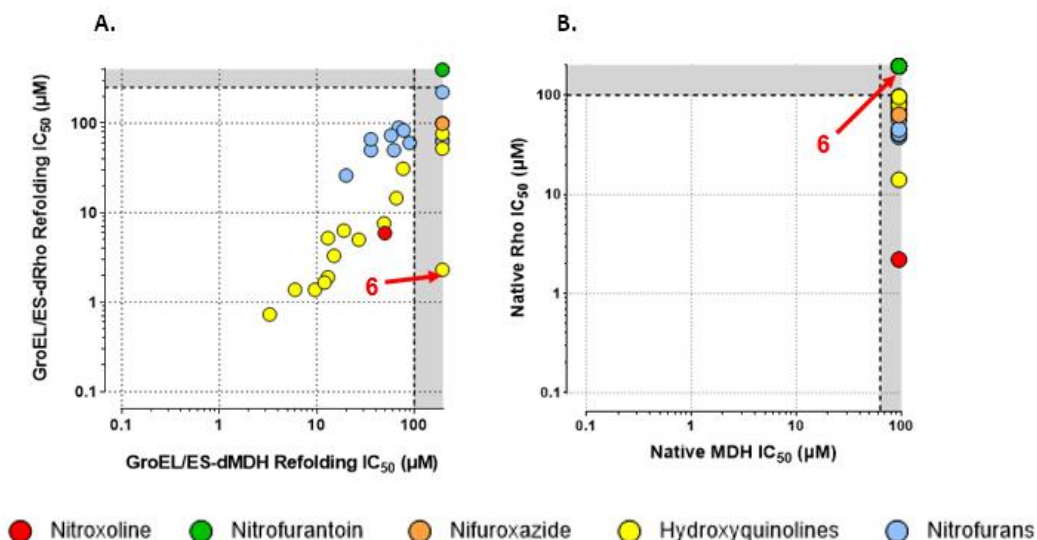 A.
GroEL/ES-dRho Refolding IC50 (µM)
100
10
1
0.1
6
0.1
1
10
100
GroEL/ES-dMDH Refolding IC50 (µM)
B.
Native Rho IC50 (µM)
100
10
1
0.1
6
0.1
1
10
100
Native MDH IC50 (µM)
Nitroxoline
Nitrofurantoin
Nifuroxazide
Hydroxyquinolines
Nitrofurans